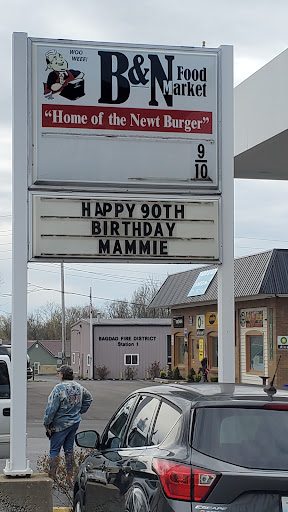 WOO
WEEE!
B&N Food
Market
"Home of the Newt Burger"
9
10
HAPPY 90TH
BIRTHDAY
MAMMIE
BAGDAD FIRE DISTRICT
Station 1